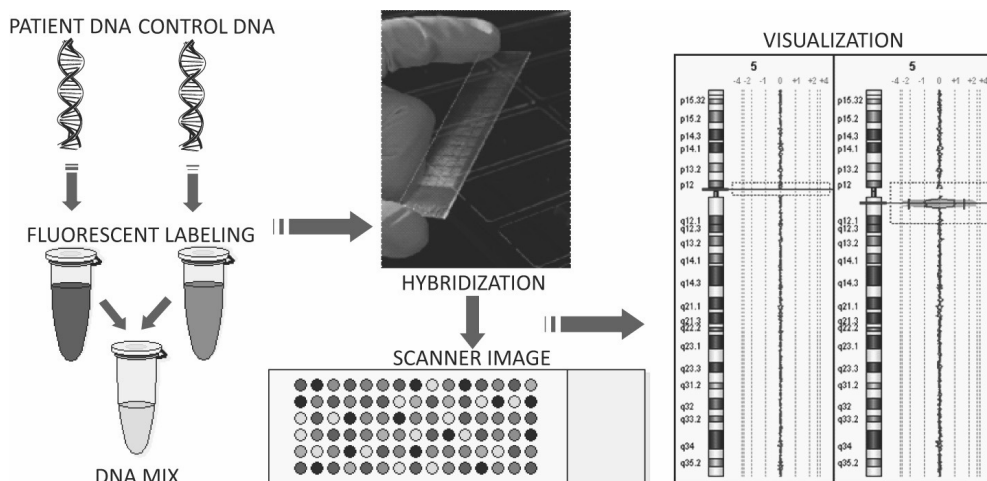 PATIENT DNA CONTROL DNA
FLUORESCENT LABELING
DNA MIX
HYBRIDIZATION
SCANNER IMAGE
VISUALIZATION
5
-4 -2 -1 0 +1 +2 +4
p15.32
p15.2
p14.3
p14.1
p13.2
p12
q12.1
q12.3
q13.2
q14.1
q14.3
q21.1
q21.3
q22.2
q23.1
q23.3
q31.2
q32
q33.2
q34
q35.2
5
-4 -2 -1 0 +1 +2 +4
p15.32
p15.2
p14.3
p14.1
p13.2
p12
q12.1
q12.3
q13.2
q14.1
q14.3
q21.1
q21.3
q22.2
q23.1
q23.3
q31.2
q32
q33.2
q34
q35.2